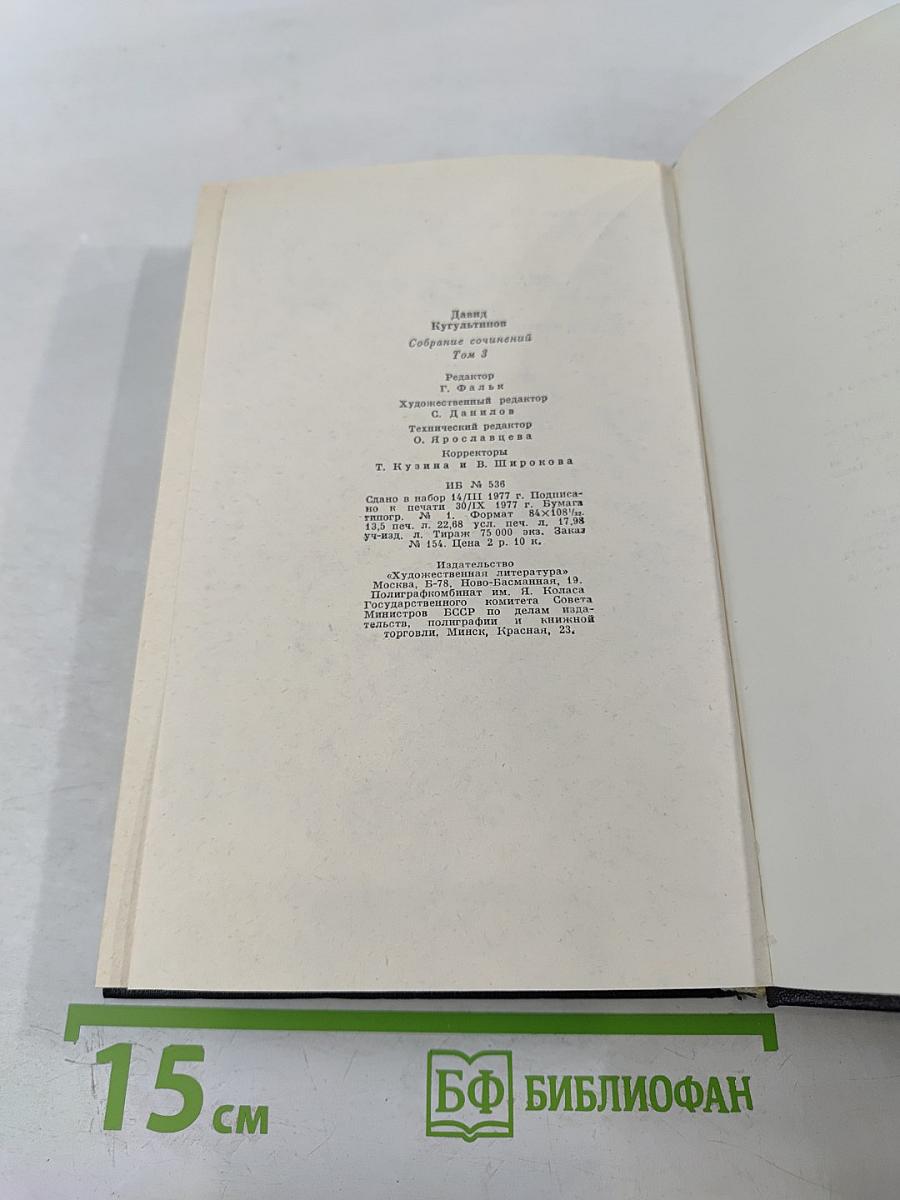 Давид
Кугультинов
Собрание сочинений
Том 3
Редактор
Г. Фальк
Художественный редактор
С. Данилов
Технический редактор
О. Ярославцева
Корректоры
Т. Кузина и В. Широкова
ИБ № 536
Сдано в набор 14/III 1977 г. Подписа-
но к печати 30/IX 1977 г. Бумага
типогр. № 1. Формат 84×108¹/₃₂.
13,5 печ. л. 22,68 усл. печ. л. 17,98
уч-изд. л. Тираж 75 000 экз. Заказ
№ 154. Цена 2 р. 10 к.
Издательство
«Художественная литература»
Москва, Б-78, Ново-Басманная, 19.
Полиграфкомбинат им. Я. Коласа
Государственного комитета Совета
Министров БССР по делам изда-
тельств, полиграфии и книжной
торговли, Минск, Красная, 23.
15 см
БФ БИБЛИОФАН